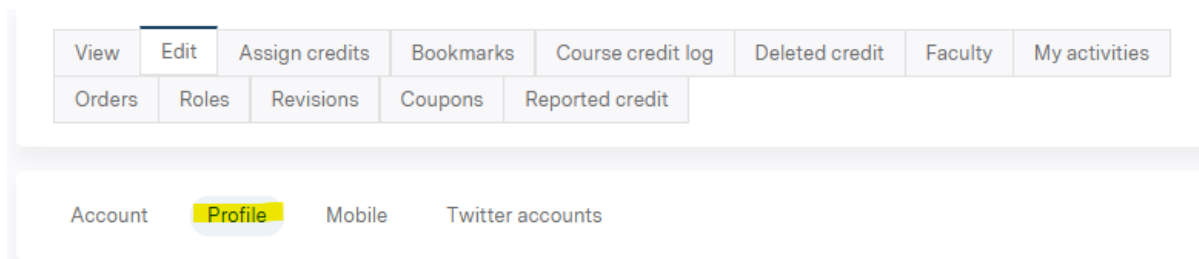 View Edit Assign credits Bookmarks Course credit log Deleted credit Faculty My activities
Orders Roles Revisions Coupons Reported credit
Account Profile Mobile Twitter accounts